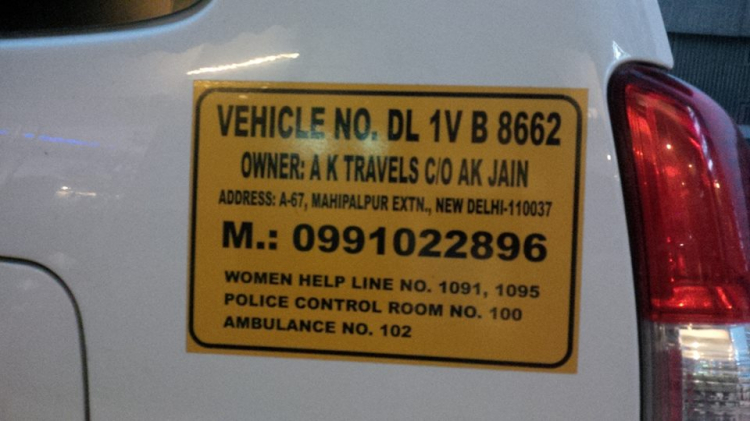 VEHICLE NO. DL 1V B 8662
OWNER: A K TRAVELS C/O AK JAIN
ADDRESS: A-67, MAHIPALPUR EXTN., NEW DELHI-110037
M.: 0991022896
WOMEN HELP LINE NO. 1091, 1095
POLICE CONTROL ROOM NO. 100
AMBULANCE NO. 102